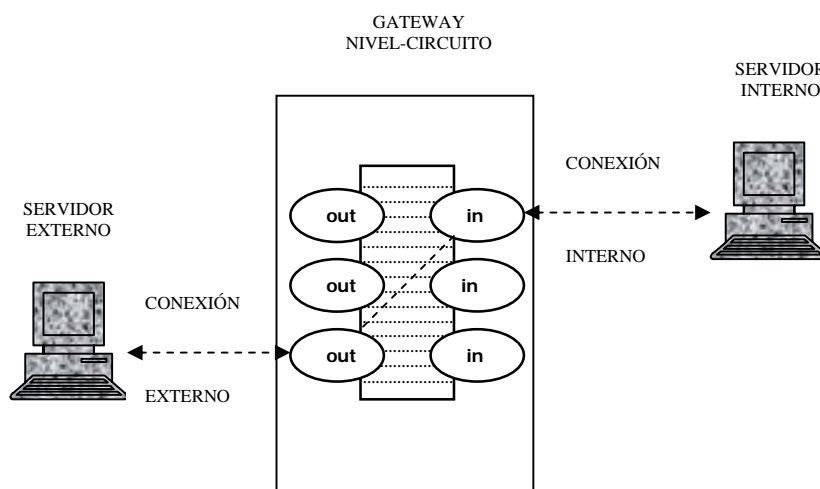 GATEWAY
NIVEL-CIRCUITO
SERVIDOR
INTERNO
CONEXIÓN
out
in
SERVIDOR
EXTERNO
INTERNO
out
in
CONEXIÓN
out
in
EXTERNO